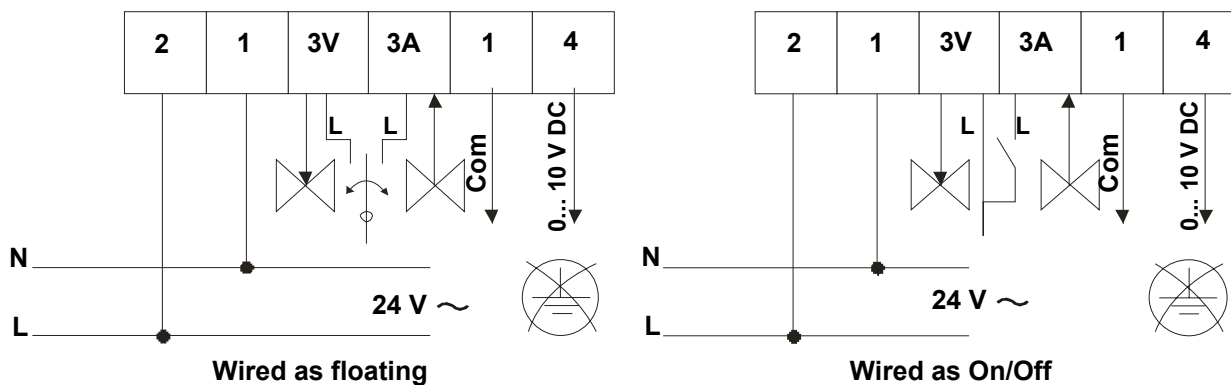 2 1 3V 3A 1 4
L L
Com
0... 10 V DC
N
24 V ~
L
Wired as floating
2 1 3V 3A 1 4
L L
Com
0... 10 V DC
N
24 V ~
L
Wired as On/Off